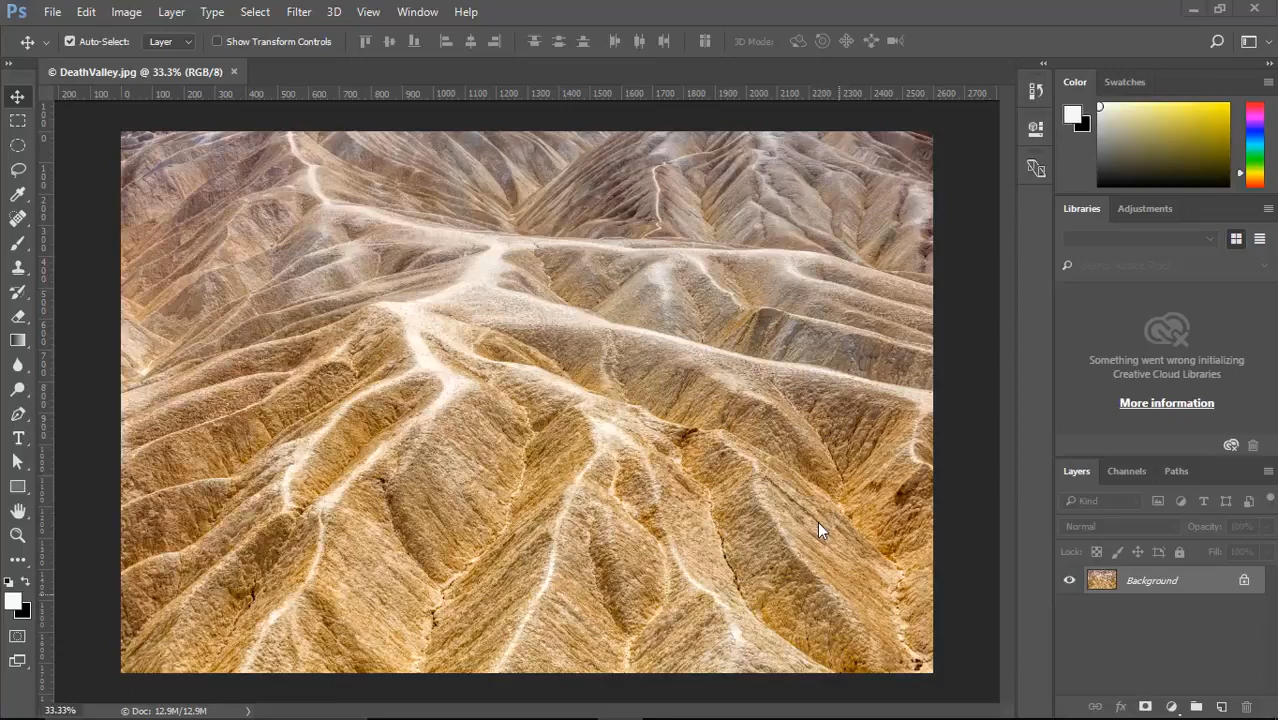 Ps File Edit Image Layer Type Select Filter 3D View Window Help
Auto-Select: Layer Show Transform Controls 3D Mode:
© DeathValley.jpg @ 33.3% (RGB/8) ×
200 100 0 100 200 300 400 500 600 700 800 900 1000 1100 1200 1300 1400 1500 1600 1700 1800 1900 2000 2100 2200 2300 2400 2500 2600 2700
Color Swatches
Libraries Adjustments
Something went wrong initializing
Creative Cloud Libraries
More information
Layers Channels Paths
Kind
Normal Opacity: 100%
Lock: Fill: 100%
Background
33.33% © Doc: 12.9M/12.9M